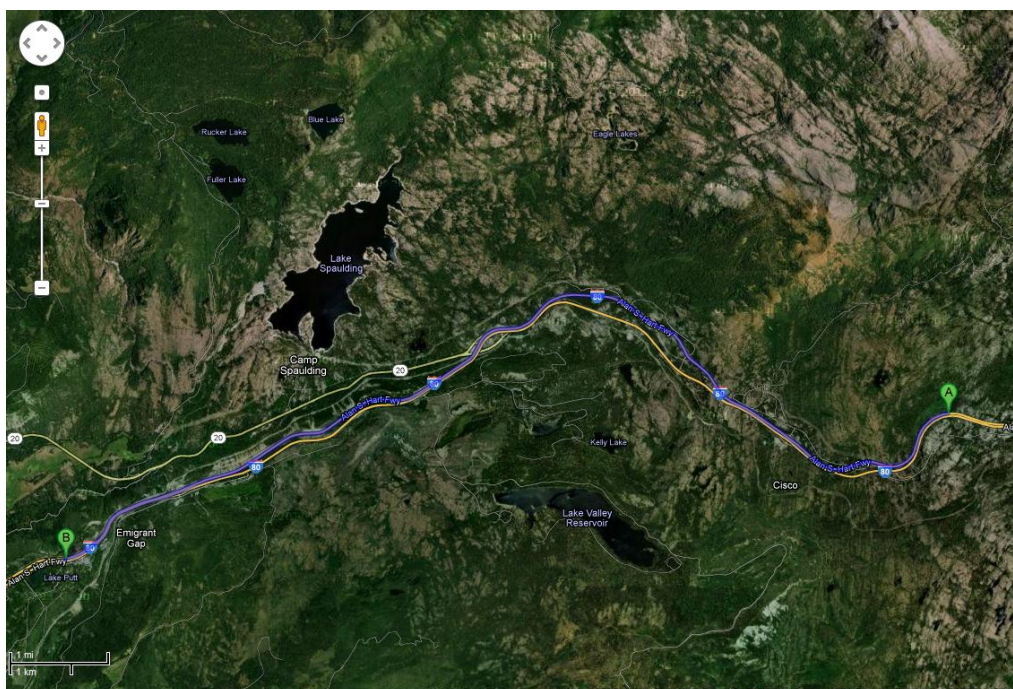 Blue Lake
Rucker Lake
Eagle Lakes
Fuller Lake
Lake
Spaulding
80
Alan S Hart Fwy
Camp
Spaulding
20
80
80
A
Alan S Hart Fwy
20
20
Kelly Lake
Alan S Hart Fwy
80
80
Cisco
Lake Valley
Reservoir
Emigrant
Gap
B
80
Alan S Hart Fwy
Lake Putt
1 mi
1 km